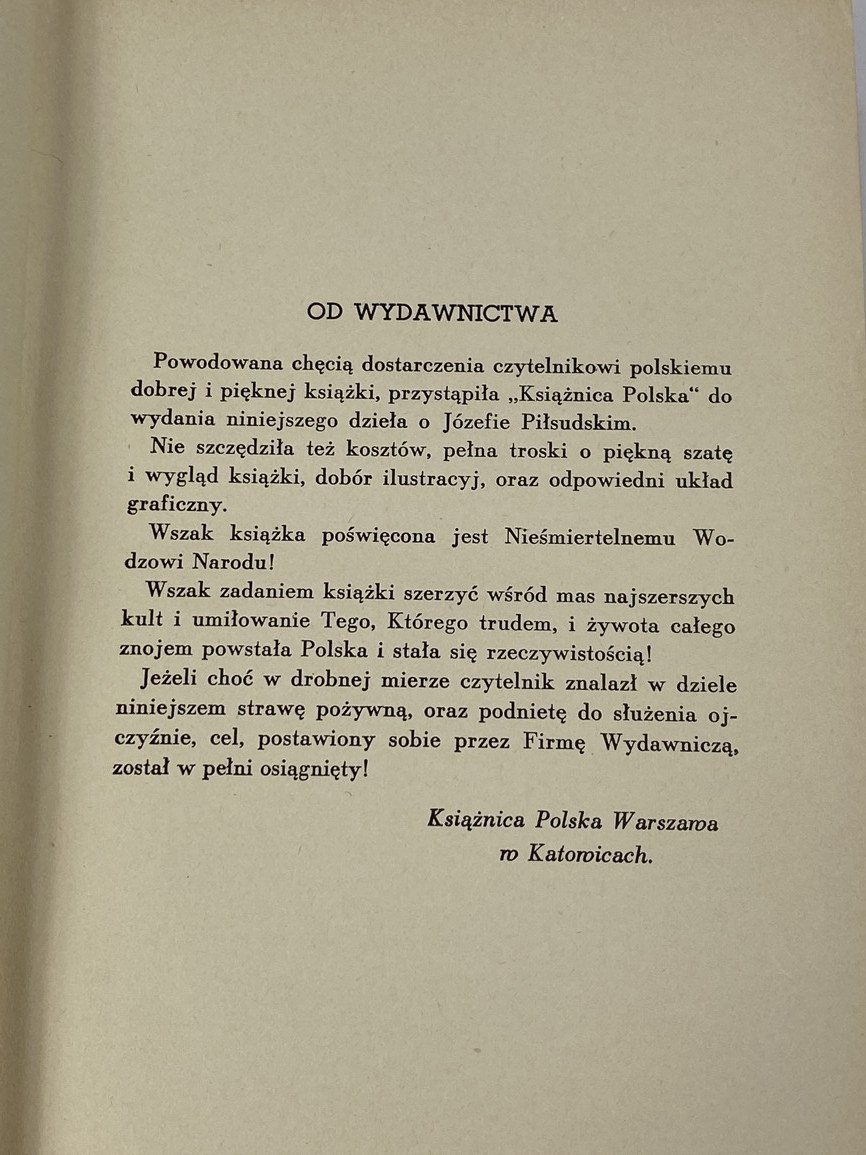 OD WYDAWNICTWA
Powodowana chęcią dostarczenia czytelnikowi polskiemu
dobrej i pięknej książki, przystąpiła „Książnica Polska“ do
wydania niniejszego dzieła o Józefie Piłsudskim.
Nie szczędziła też kosztów, pełna troski o piękną szatę
i wygląd książki, dobór ilustracyj, oraz odpowiedni układ
graficzny.
Wszak książka poświęcona jest Nieśmiertelnemu Wo-
dzowi Narodu!
Wszak zadaniem książki szerzyć wśród mas najszerszych
kult i umiłowanie Tego, Którego trudem, i żywota całego
znojem powstała Polska i stała się rzeczywistością!
Jeżeli choć w drobnej mierze czytelnik znalazł w dziele
niniejszem strawę pożywną, oraz podnietę do służenia oj-
czyźnie, cel, postawiony sobie przez Firmę Wydawniczą,
został w pełni osiągnięty!
Książnica Polska Warszawa
w Katowicach.